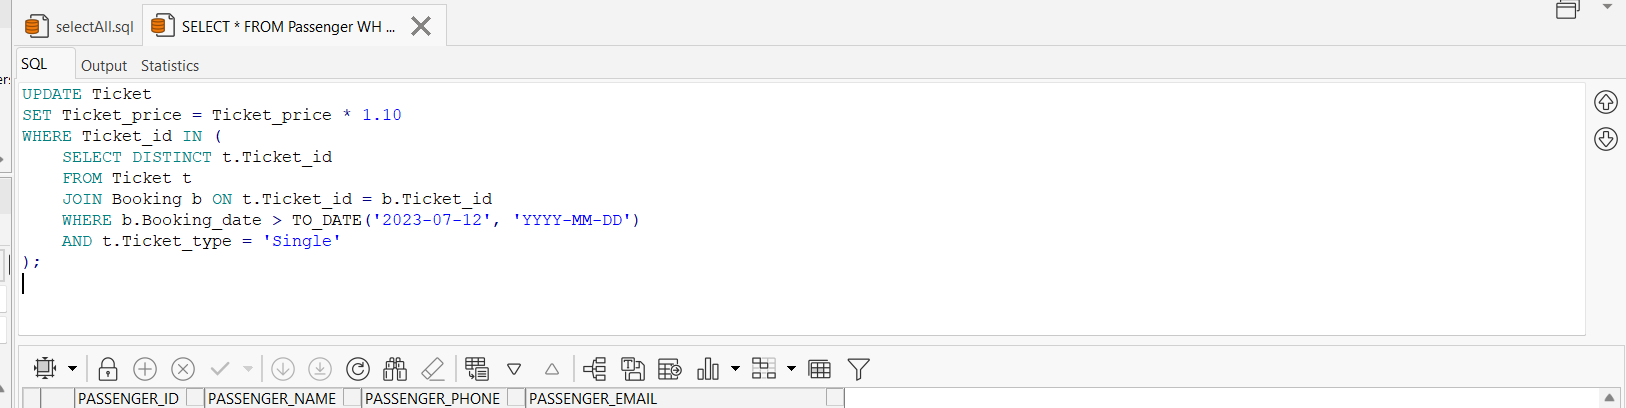 selectAll.sql
SELECT * FROM Passenger WH ...
SQL
Output
Statistics
UPDATE Ticket
SET Ticket_price = Ticket_price * 1.10
WHERE Ticket_id IN (
    SELECT DISTINCT t.Ticket_id
    FROM Ticket t
    JOIN Booking b ON t.Ticket_id = b.Ticket_id
    WHERE b.Booking_date > TO_DATE('2023-07-12', 'YYYY-MM-DD')
    AND t.Ticket_type = 'Single'
);
PASSENGER_ID PASSENGER_NAME PASSENGER_PHONE PASSENGER_EMAIL